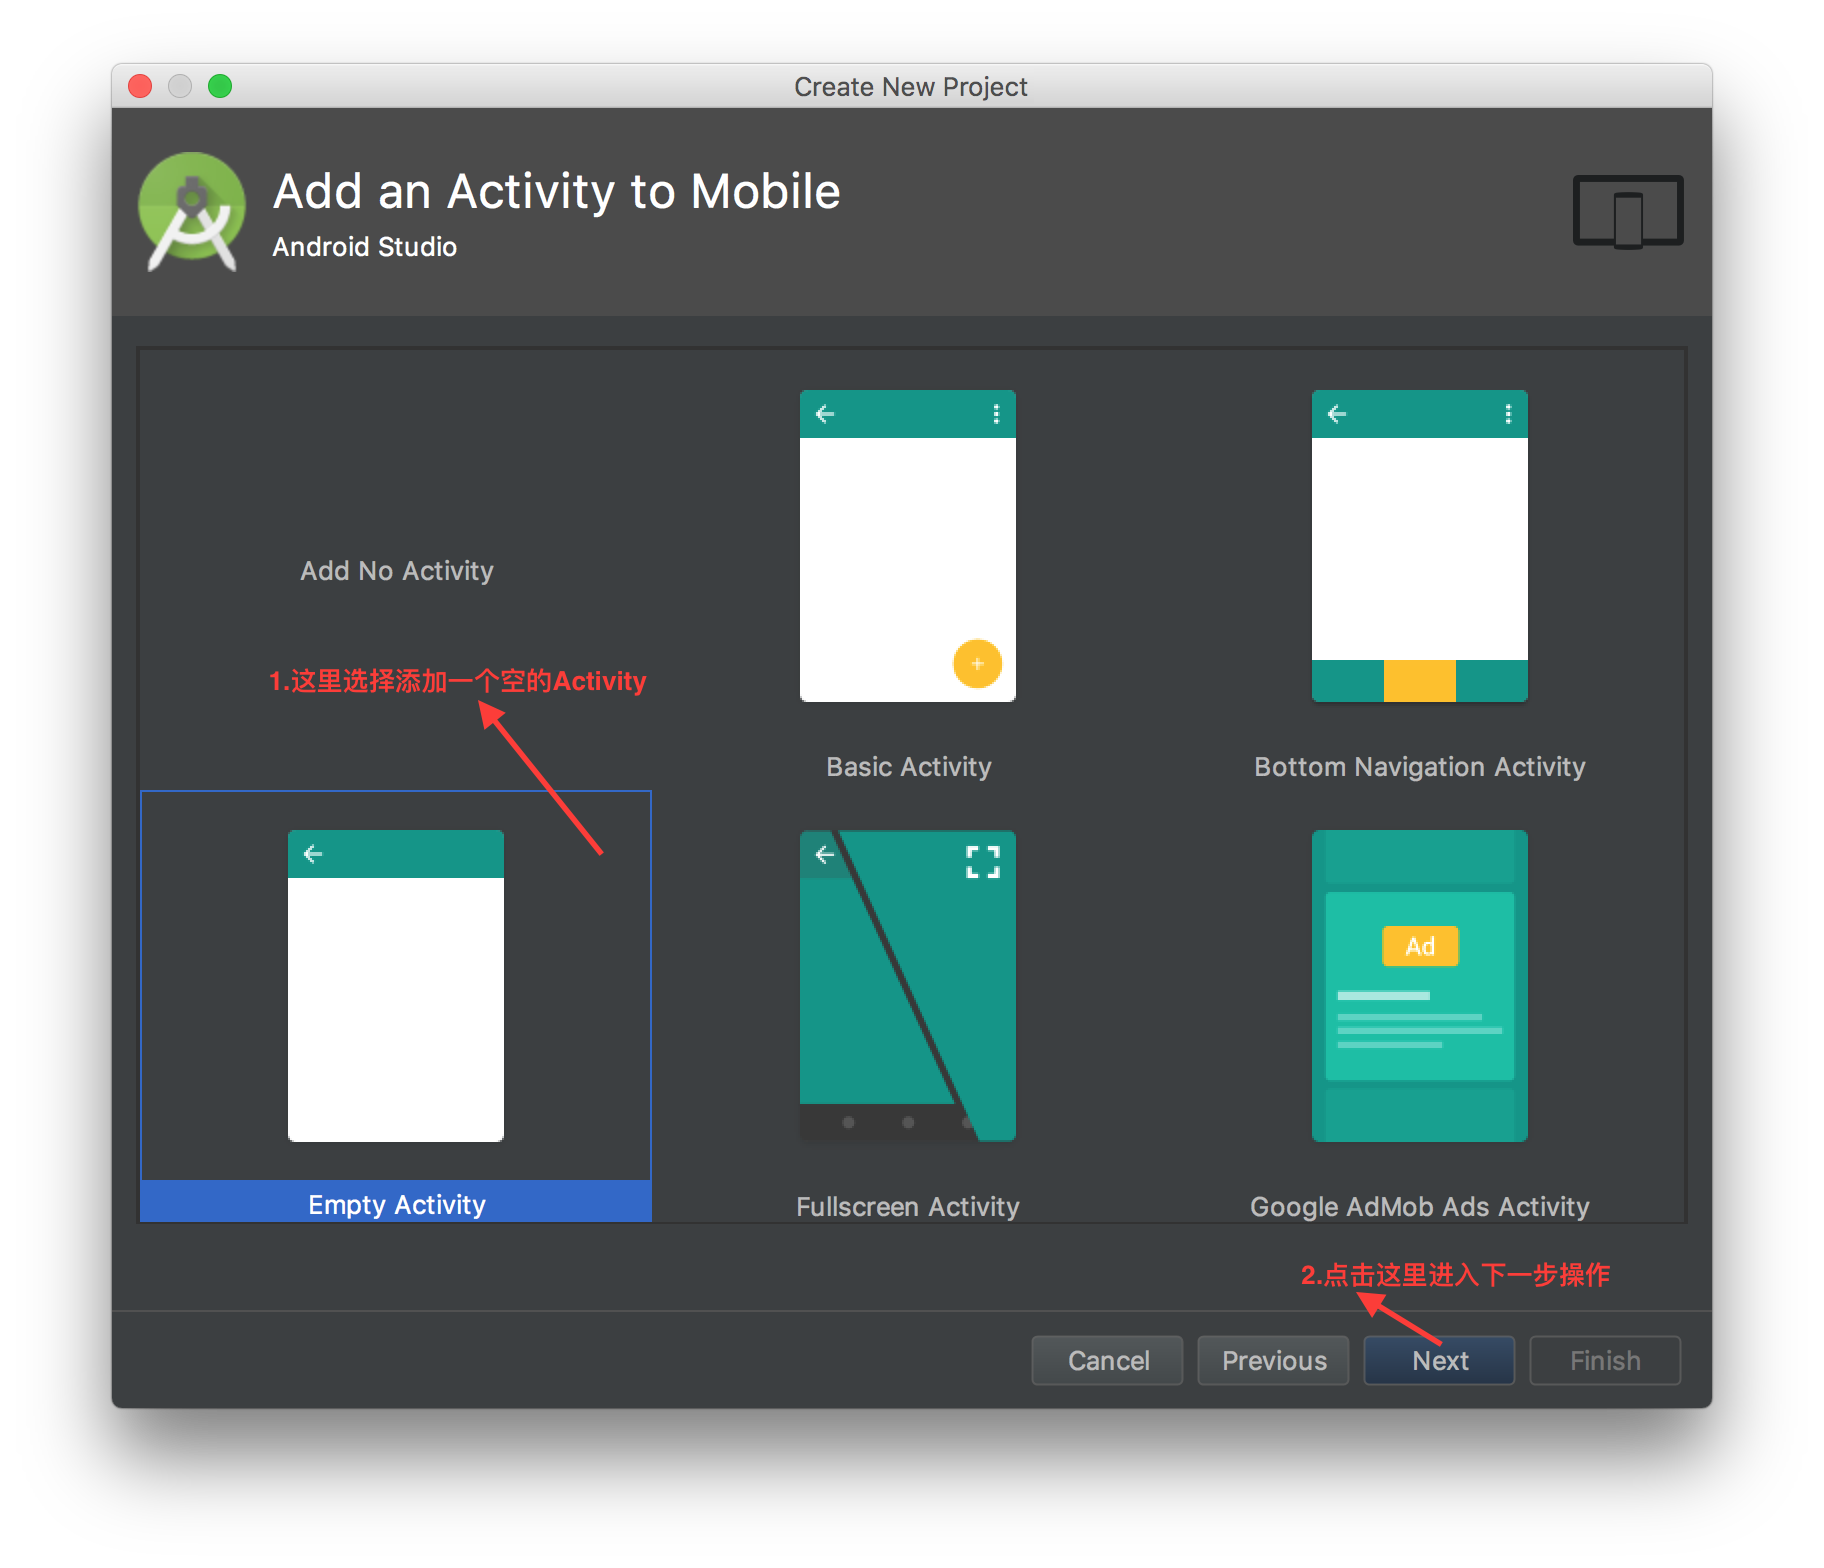 Create New Project
Add an Activity to Mobile
Android Studio
Add No Activity
1.这里选择添加一个空的Activity
Basic Activity
Bottom Navigation Activity
Ad
Empty Activity
Fullscreen Activity
Google AdMob Ads Activity
2.点击这里进入下一步操作
Cancel
Previous
Next
Finish